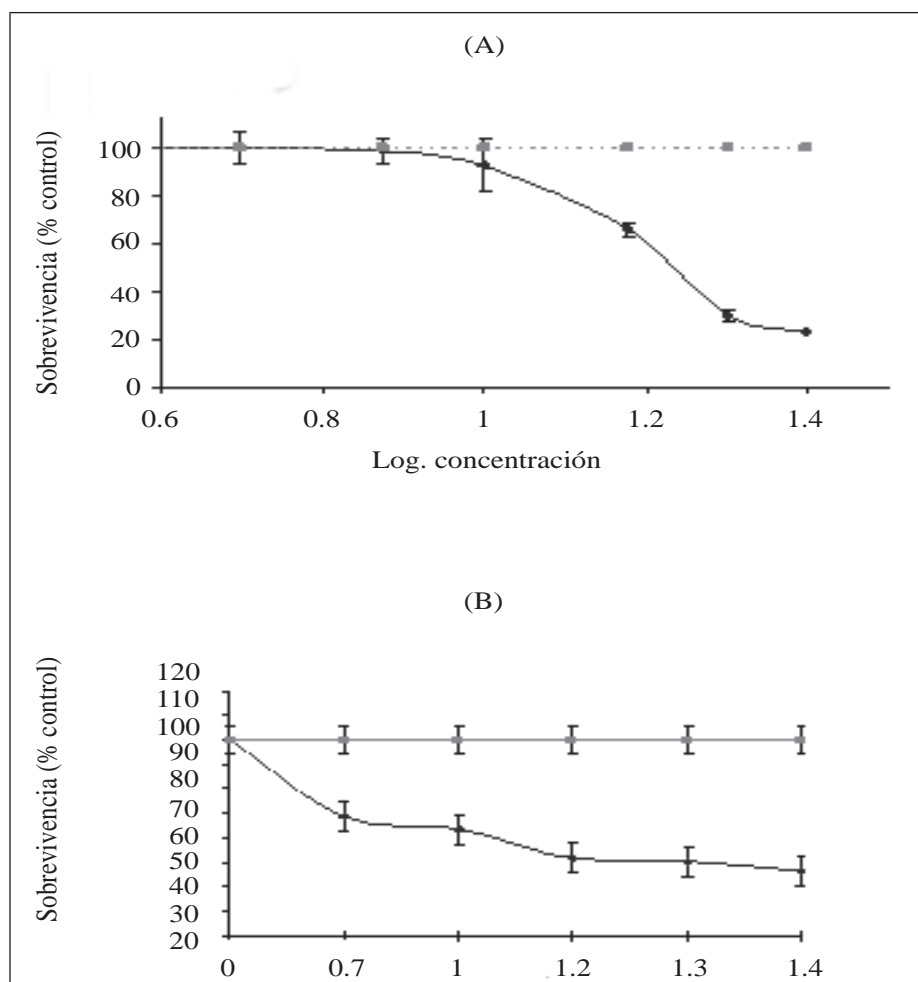 (A)
Sobrevivencia (% control)
100
80
60
40
20
0
0.6 0.8 1 1.2 1.4
Log. concentración
(B)
Sobrevivencia (% control)
120
110
100
90
80
70
60
50
40
30
20
0 0.7 1 1.2 1.3 1.4